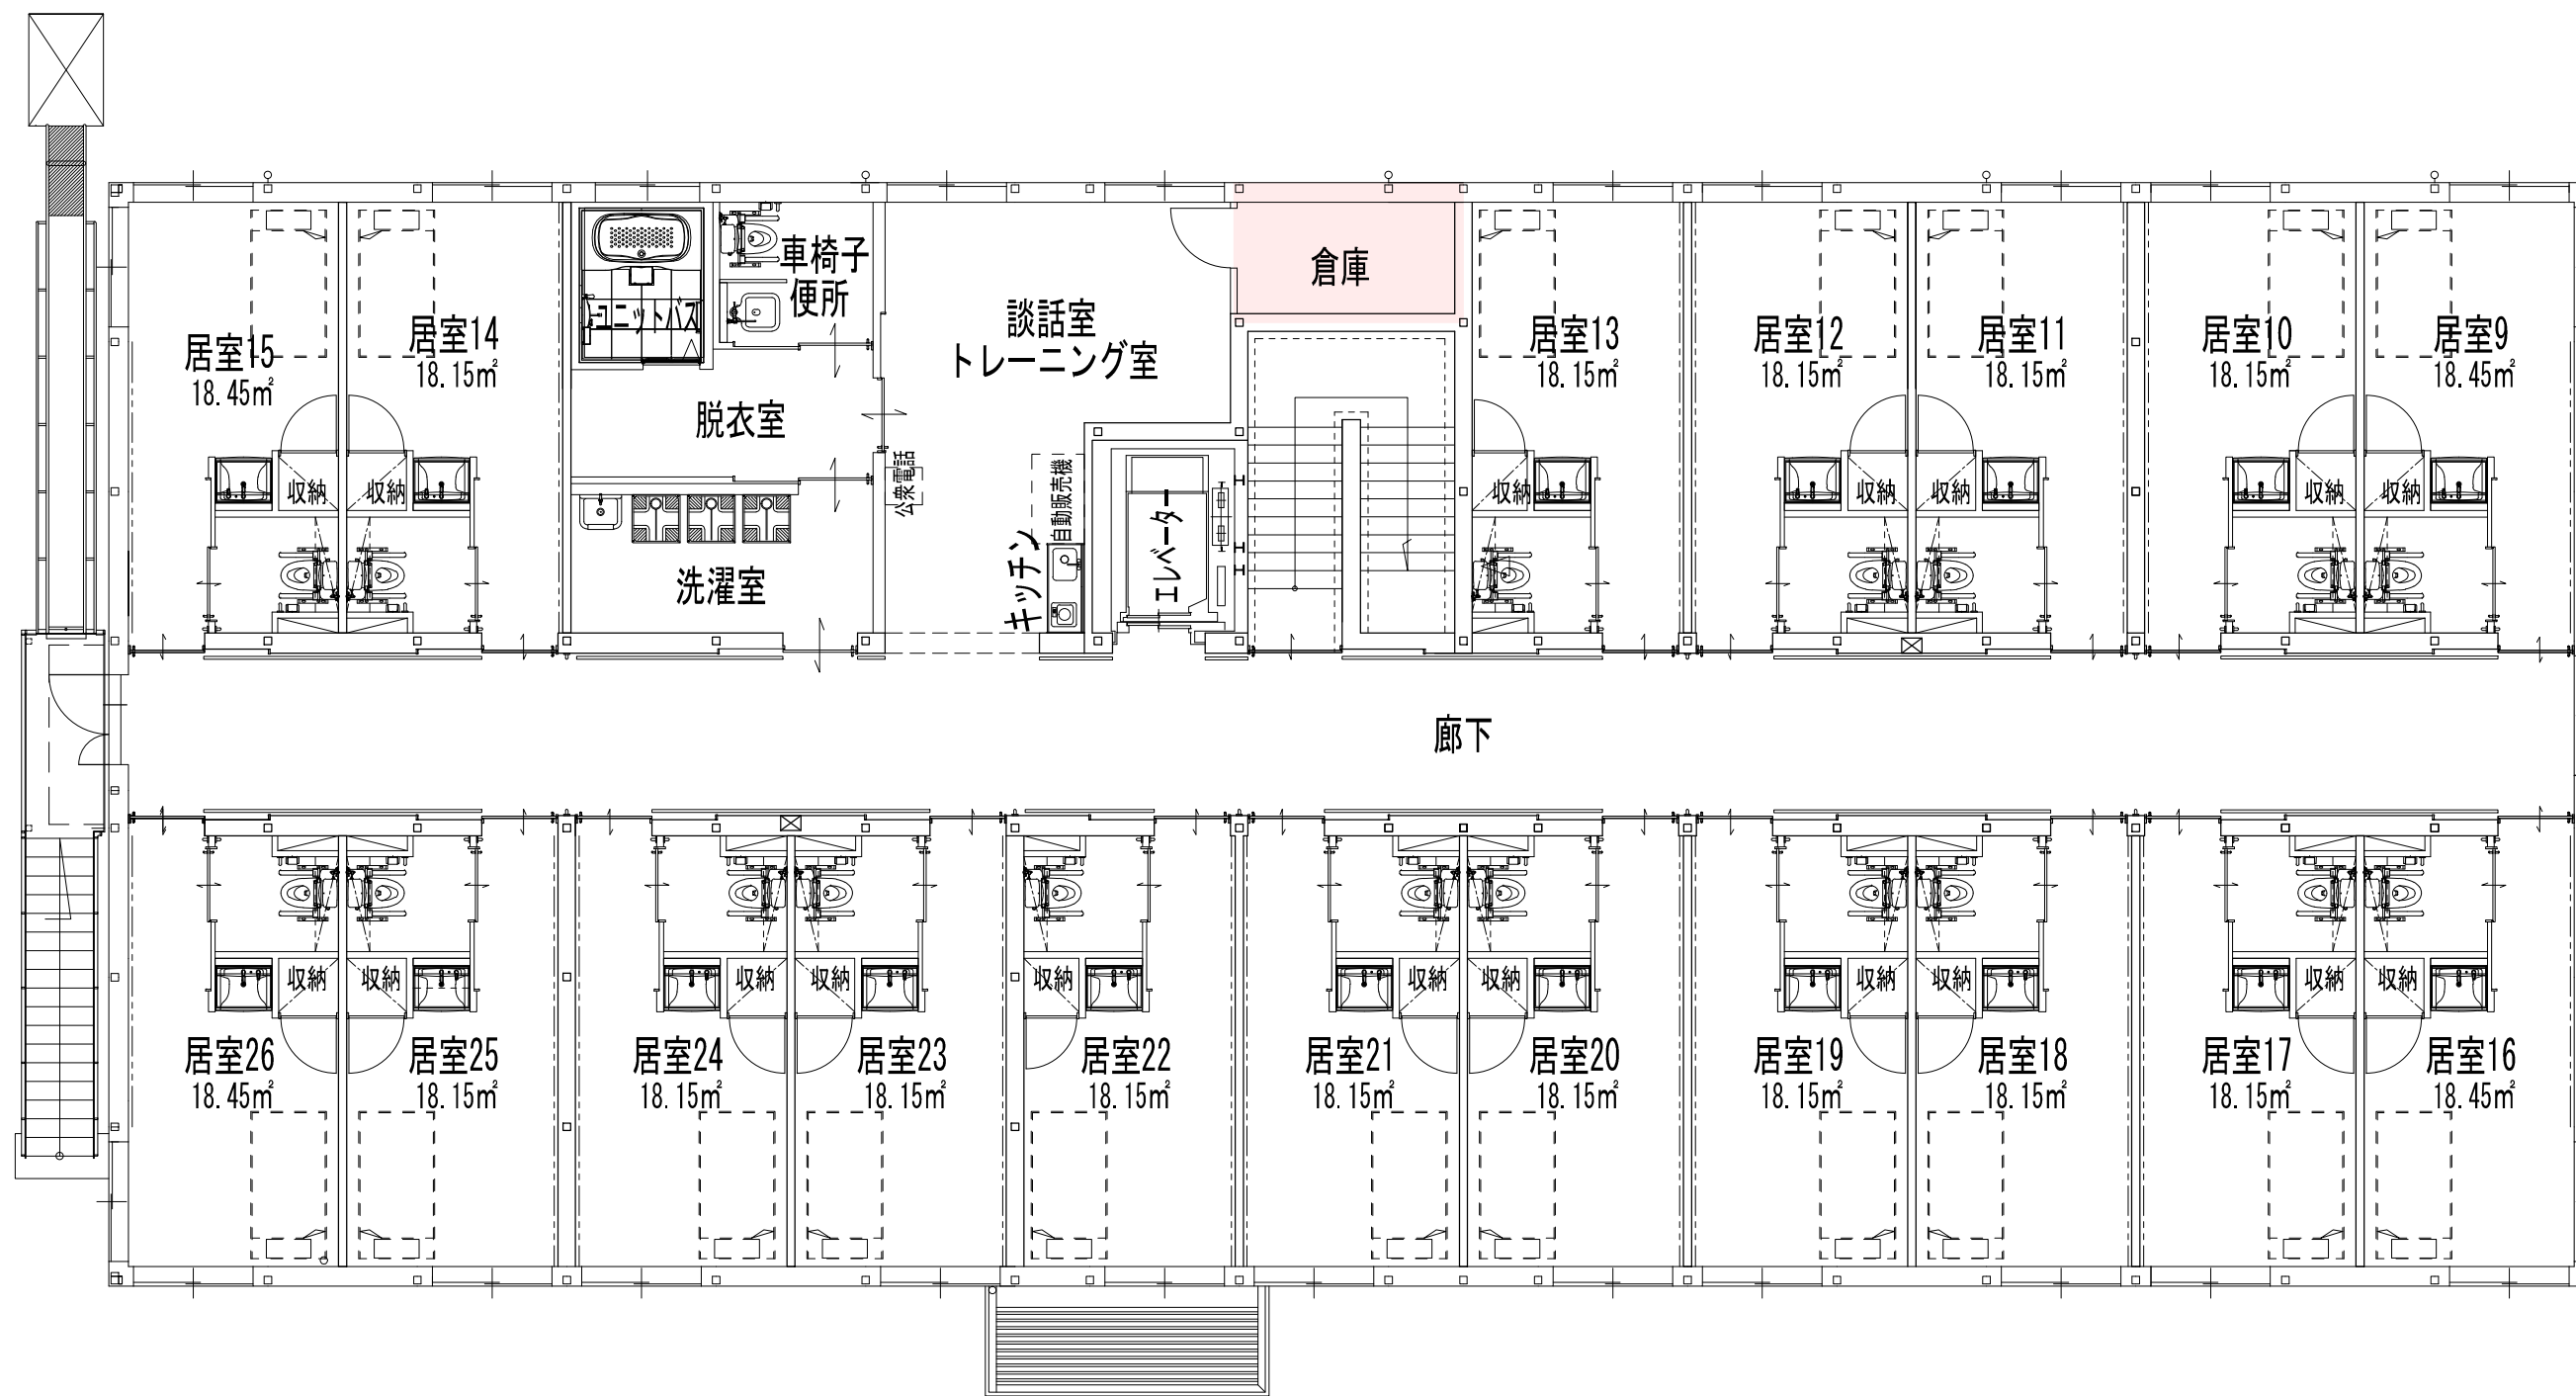 車椅子
便所
倉庫
ユニットバス
談話室
トレーニング室
居室15
18.45㎡
居室14
18.15㎡
居室13
18.15㎡
居室12
18.15㎡
居室11
18.15㎡
居室10
18.15㎡
居室9
18.45㎡
脱衣室
公衆電話
自動販売機
収納
収納
収納
収納
収納
収納
収納
エレベーター
キッチン
洗濯室
廊下
収納
収納
収納
収納
収納
収納
収納
収納
収納
収納
収納
居室26
18.45㎡
居室25
18.15㎡
居室24
18.15㎡
居室23
18.15㎡
居室22
18.15㎡
居室21
18.15㎡
居室20
18.15㎡
居室19
18.15㎡
居室18
18.15㎡
居室17
18.15㎡
居室16
18.45㎡